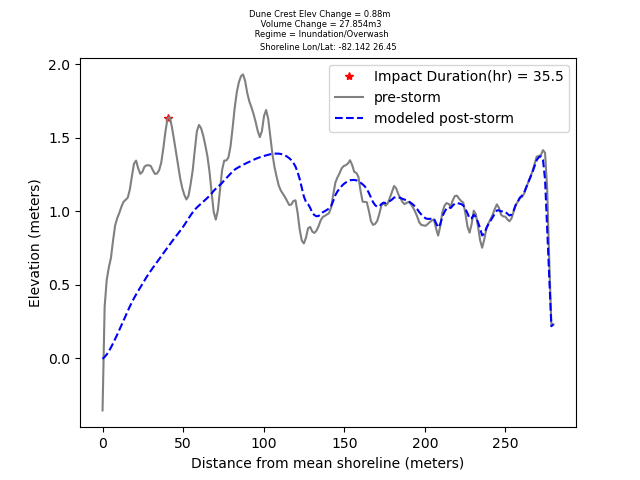 Dune Crest Elev Change = 0.88m
Volume Change = 27.854m3
Regime = Inundation/Overwash
Shoreline Lon/Lat: -82.142 26.45
Impact Duration(hr) = 35.5
pre-storm
modeled post-storm
Elevation (meters)
2.0
1.5
1.0
0.5
0.0
0 50 100 150 200 250
Distance from mean shoreline (meters)